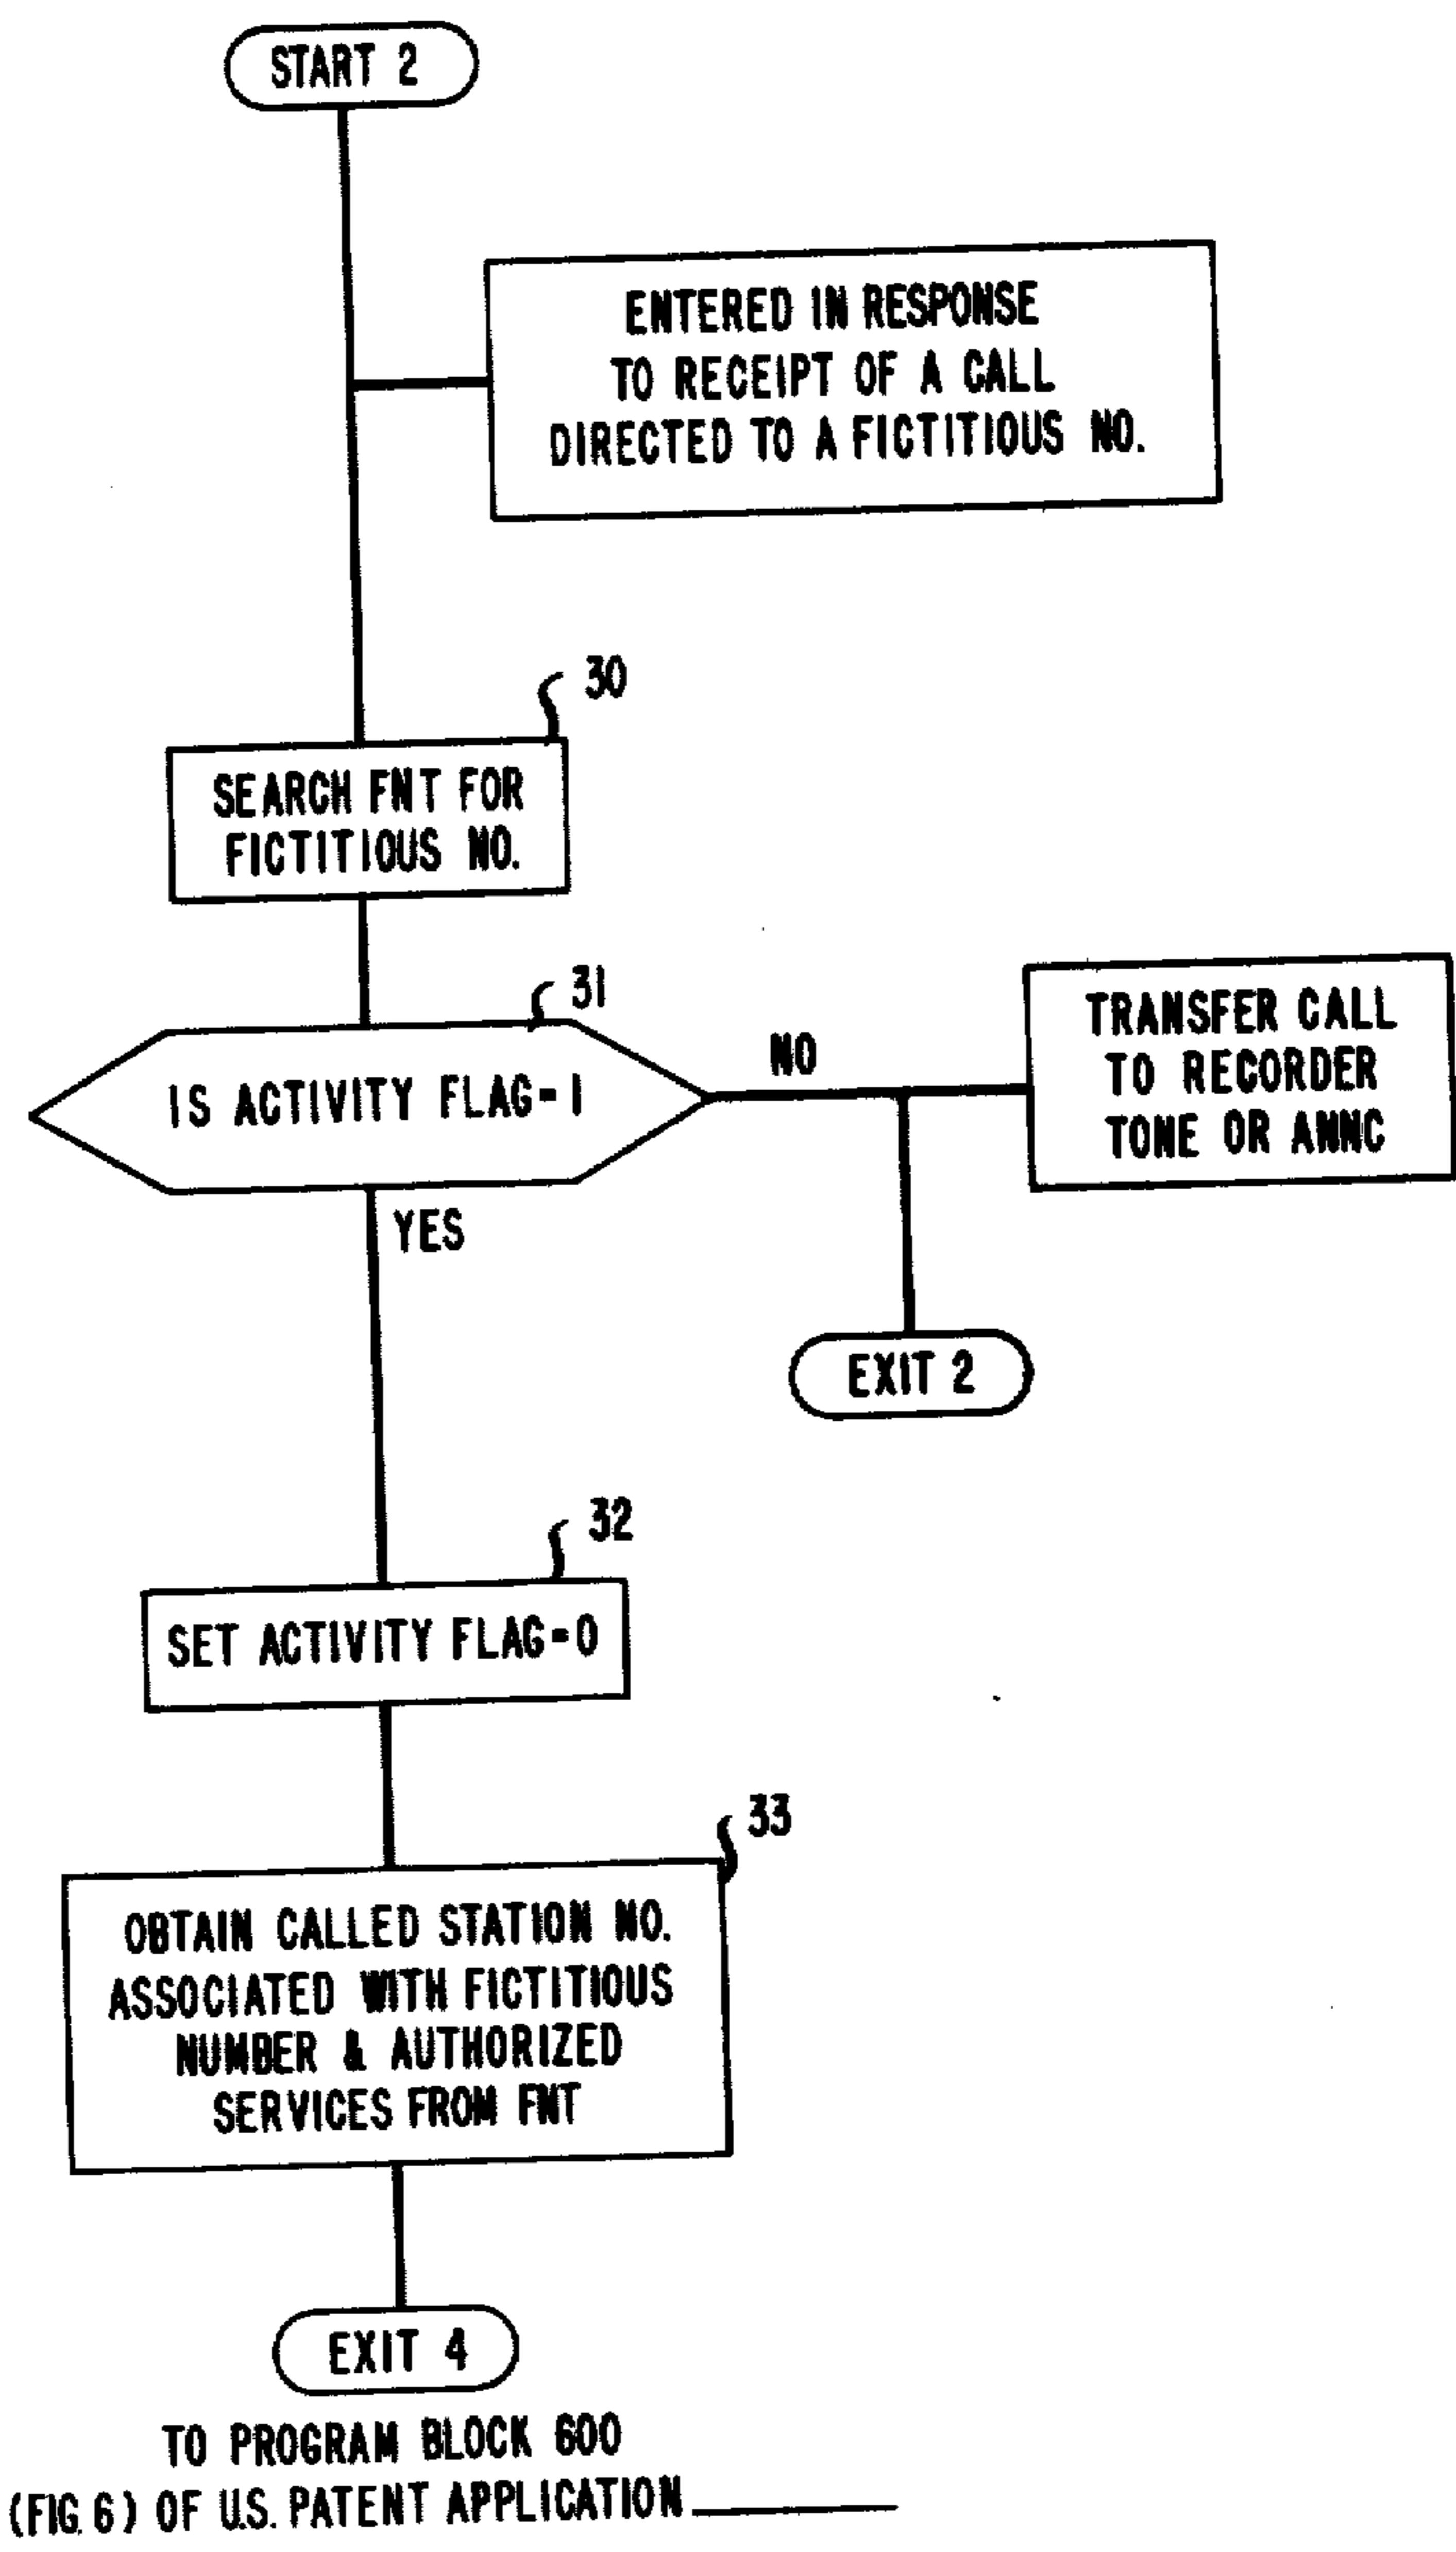 START 2
ENTERED IN RESPONSE
TO RECEIPT OF A CALL
DIRECTED TO A FICTITIOUS NO.
30
SEARCH FNT FOR
FICTITIOUS NO.
31
IS ACTIVITY FLAG=1
NO
TRANSFER CALL
TO RECORDER
TONE OR ANNC
YES
EXIT 2
32
SET ACTIVITY FLAG=0
33
OBTAIN CALLED STATION NO.
ASSOCIATED WITH FICTITIOUS
NUMBER & AUTHORIZED
SERVICES FROM FNT
EXIT 4
TO PROGRAM BLOCK 600
(FIG. 6) OF U.S. PATENT APPLICATION